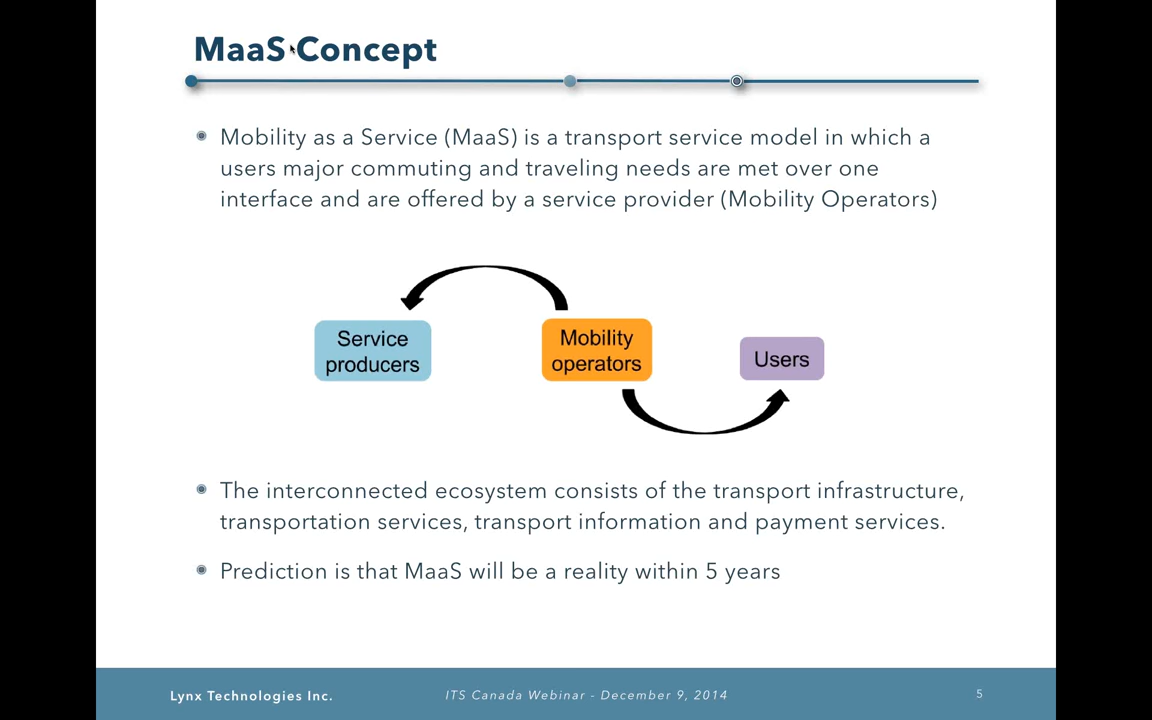 MaaS Concept
Mobility as a Service (MaaS) is a transport service model in which a
users major commuting and traveling needs are met over one
interface and are offered by a service provider (Mobility Operators)
Service
producers
Mobility
operators
Users
The interconnected ecosystem consists of the transport infrastructure,
transportation services, transport information and payment services.
Prediction is that MaaS will be a reality within 5 years
Lynx Technologies Inc.
ITS Canada Webinar - December 9, 2014
5